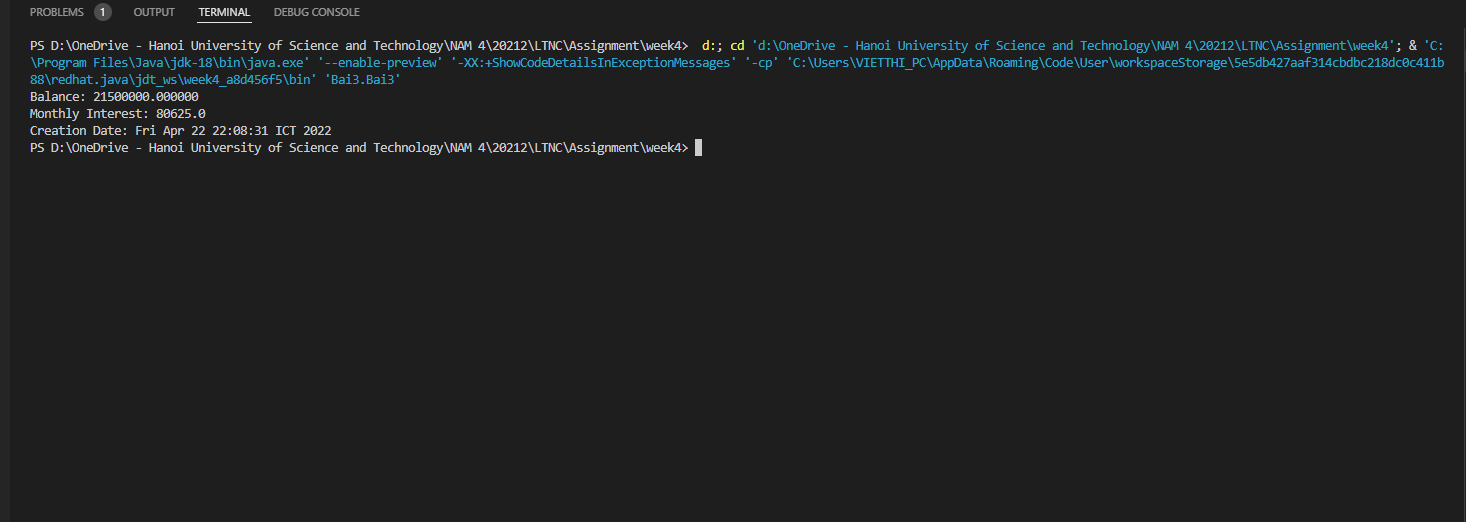 PROBLEMS 1 OUTPUT TERMINAL DEBUG CONSOLE
PS D:\OneDrive - Hanoi University of Science and Technology\NAM 4\20212\LTNC\Assignment\week4>  d:; cd 'd:\OneDrive - Hanoi University of Science and Technology\NAM 4\20212\LTNC\Assignment\week4'; & 'C:
\Program Files\Java\jdk-18\bin\java.exe' '--enable-preview' '-XX:+ShowCodeDetailsInExceptionMessages' '-cp' 'C:\Users\VIETTHI_PC\AppData\Roaming\Code\User\workspaceStorage\5e5db427aaf314cbdbc218dc0c411b
88\redhat.java\jdt_ws\week4_a8d456f5\bin' 'Bai3.Bai3'
Balance: 21500000.000000
Monthly Interest: 80625.0
Creation Date: Fri Apr 22 22:08:31 ICT 2022
PS D:\OneDrive - Hanoi University of Science and Technology\NAM 4\20212\LTNC\Assignment\week4>